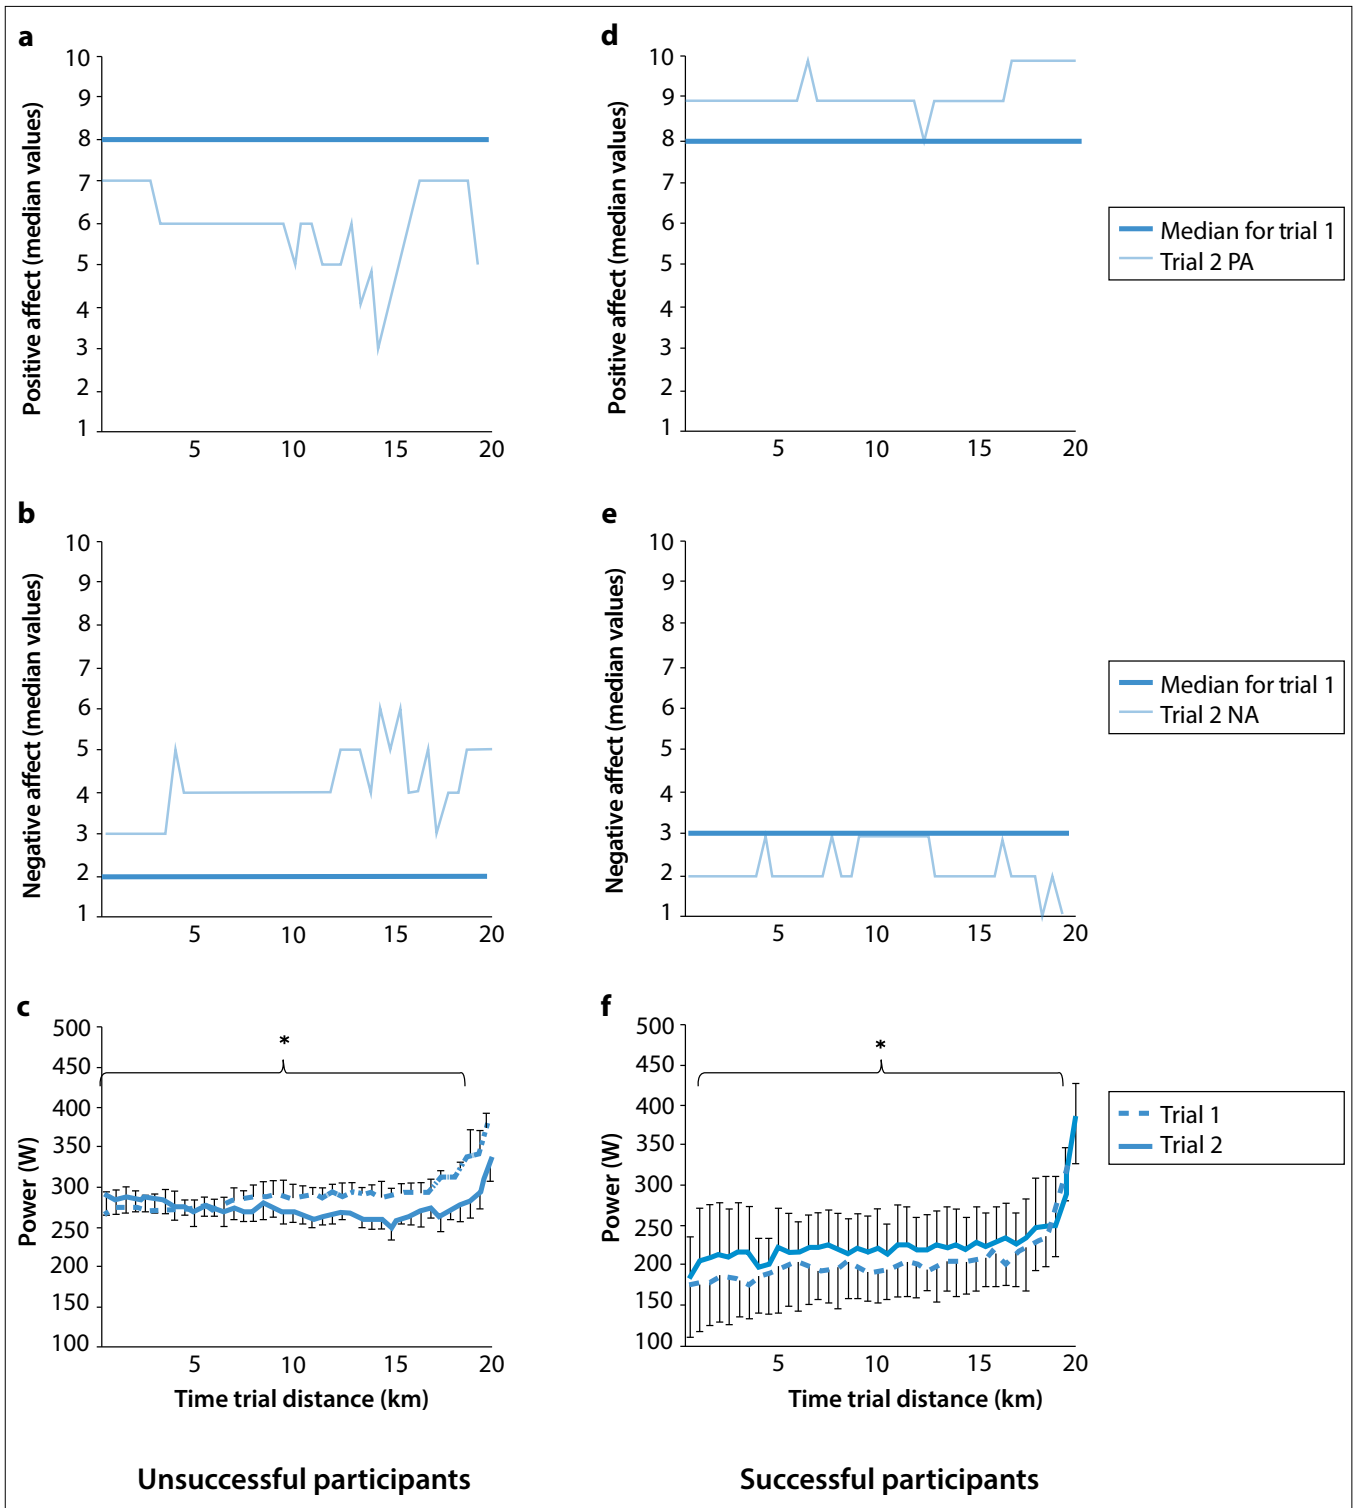 a
Positive affect (median values)
10
9
8
7
6
5
4
3
2
1
5 10 15 20
d
Positive affect (median values)
10
9
8
7
6
5
4
3
2
1
5 10 15 20
Median for trial 1
Trial 2 PA
b
Negative affect (median values)
10
9
8
7
6
5
4
3
2
1
5 10 15 20
e
Negative affect (median values)
10
9
8
7
6
5
4
3
2
1
5 10 15 20
Median for trial 1
Trial 2 NA
c
Power (W)
500
450
400
350
300
250
200
150
100
*
5 10 15 20
Time trial distance (km)
f
Power (W)
500
450
400
350
300
250
200
150
100
*
5 10 15 20
Time trial distance (km)
Trial 1
Trial 2
Unsuccessful participants
Successful participants